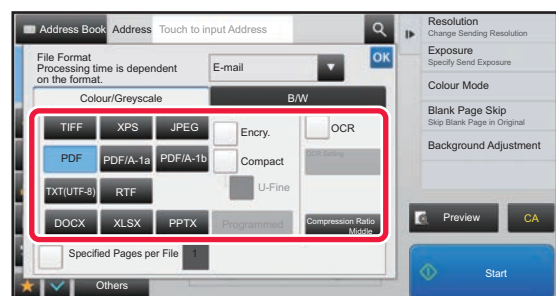 Address Book
Address
Touch to input Address
File Format
Processing time is dependent
on the format.
E-mail
OK
Colour/Greyscale
B/W
TIFF
XPS
JPEG
Encry.
OCR
PDF
PDF/A-1a
PDF/A-1b
Compact
OCR Setting
TXT(UTF-8)
RTF
U-Fine
DOCX
XLSX
PPTX
Programmed
Compression Ratio
Middle
Specified Pages per File
1
Others
Resolution
Change Sending Resolution
Exposure
Specify Send Exposure
Colour Mode
Blank Page Skip
Skip Blank Page in Original
Background Adjustment
Preview
CA
Start